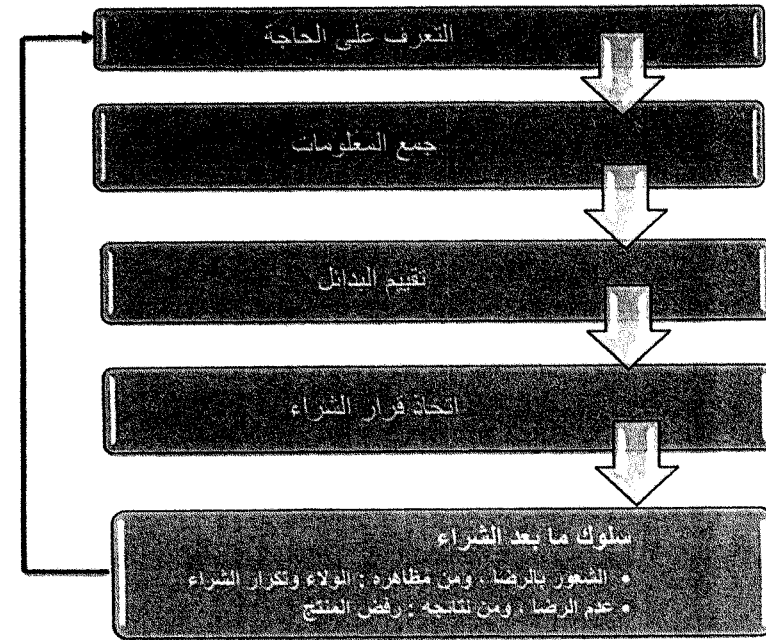 التعرف على الحاجة
جمع المعلومات
تقييم البدائل
اتخاذ قرار الشراء
سلوك ما بعد الشراء
• الشعور بالرضا ، ومن مظاهره : الولاء وتكرار الشراء
• عدم الرضا ، ومن نتائجه : رفض المنتج